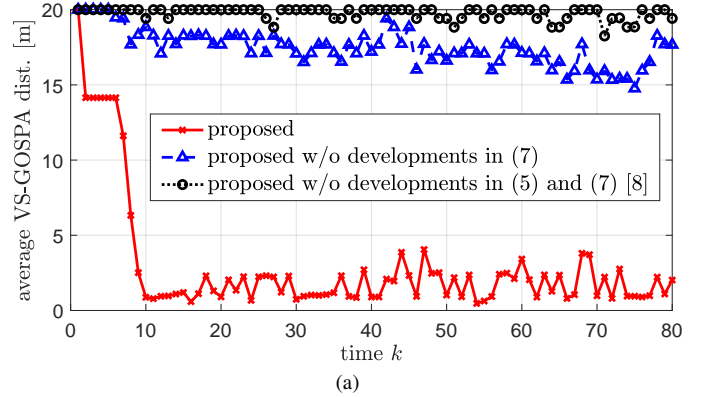 average VS-GOSPA dist. [m]
20
15
10
5
0
proposed
proposed w/o developments in (7)
proposed w/o developments in (5) and (7) [8]
0 10 20 30 40 50 60 70 80
time k
(a)